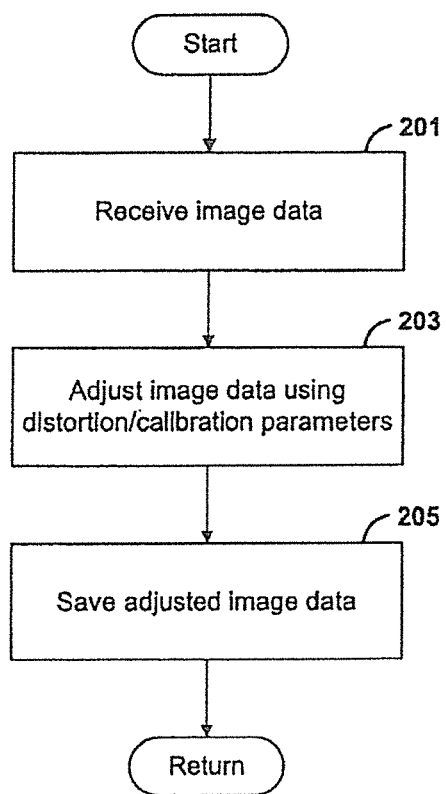 Start
201
Receive image data
203
Adjust image data using
distortion/calibration parameters
205
Save adjusted image data
Return